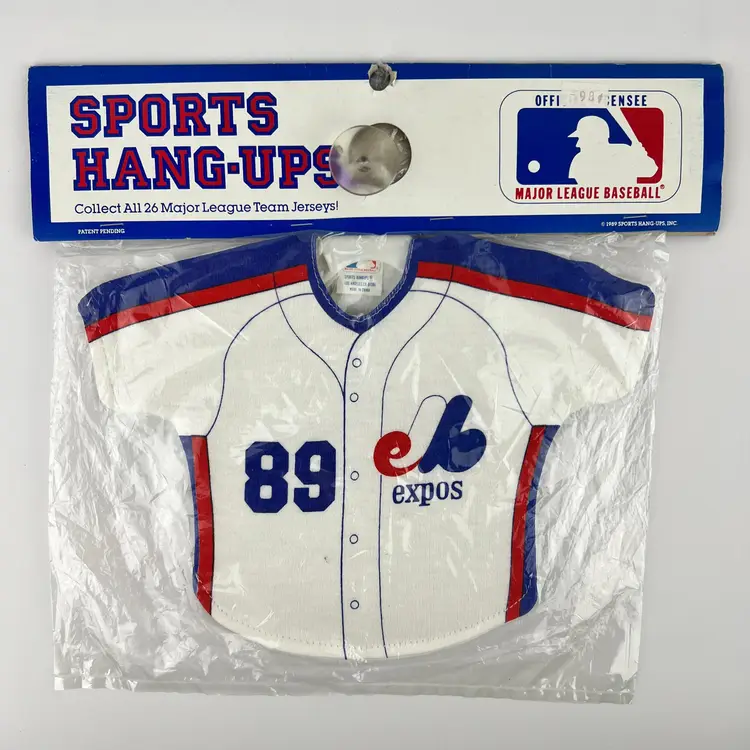 SPORTS
HANG-UPS
Collect All 26 Major League Team Jerseys!
PATENT PENDING
MAJOR LEAGUE BASEBALL®
© 1989 SPORTS HANG-UPS, INC.
89
expos